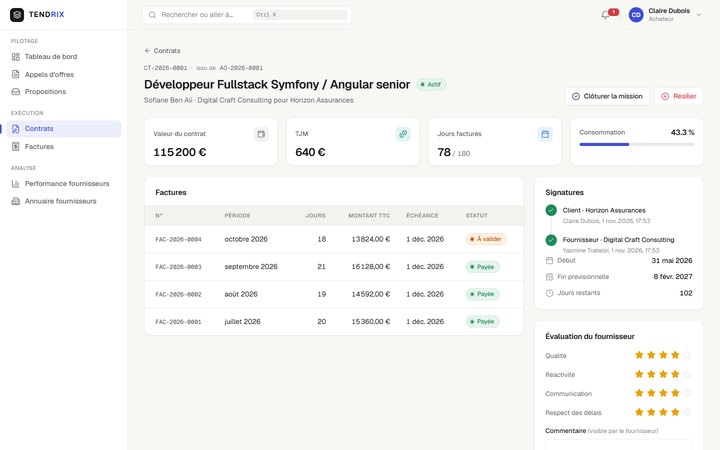 TENDRIX
Rechercher ou aller à…
Ctrl K
1
CD
Claire Dubois
Acheteur
PILOTAGE
Tableau de bord
Appels d'offres
Propositions
EXÉCUTION
Contrats
Factures
ANALYSE
Performance fournisseurs
Annuaire fournisseurs
← Contrats
CT-2026-0001 · issu de AO-2026-0001
Développeur Fullstack Symfony / Angular senior
Actif
Sofiane Ben Ali · Digital Craft Consulting pour Horizon Assurances
Clôturer la mission
Résilier
Valeur du contrat
115 200 €
TJM
640 €
Jours facturés
78 / 180
Consommation
43.3 %
Factures
N° PÉRIODE JOURS MONTANT TTC ÉCHÉANCE STATUT
FAC-2026-0004 octobre 2026 18 13 824,00 € 1 déc. 2026 À valider
FAC-2026-0003 septembre 2026 21 16 128,00 € 1 déc. 2026 Payée
FAC-2026-0002 août 2026 19 14 592,00 € 1 déc. 2026 Payée
FAC-2026-0001 juillet 2026 20 15 360,00 € 1 déc. 2026 Payée
Signatures
Client · Horizon Assurances
Claire Dubois, 1 nov. 2026, 17:53
Fournisseur · Digital Craft Consulting
Yasmine Trabelsi, 1 nov. 2026, 17:53
Début 31 mai 2026
Fin prévisionnelle 8 févr. 2027
Jours restants 102
Évaluation du fournisseur
Qualité
Réactivité
Communication
Respect des délais
Commentaire (visible par le fournisseur)